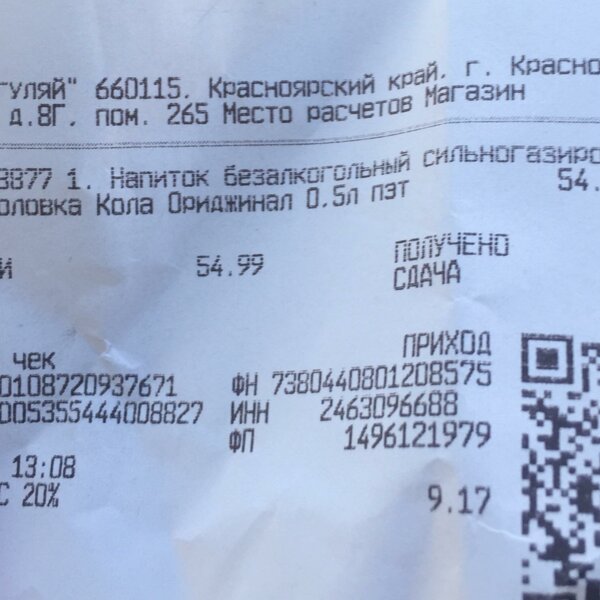 гуляй" 660115. Красноярский край. г. Красно
д.8Г. пом. 265 Место расчетов Магазин
3877 1. Напиток безалкогольный сильногазиро
54.
оловка Кола Ориджинал 0.5л пэт
И 54.99 ПОЛУЧЕНО
СДАЧА
чек ПРИХОД
0108720937671 ФН 7380440801208575
005355444008827 ИНН 2463096688
ФП 1496121979
13:08
С 20% 9.17